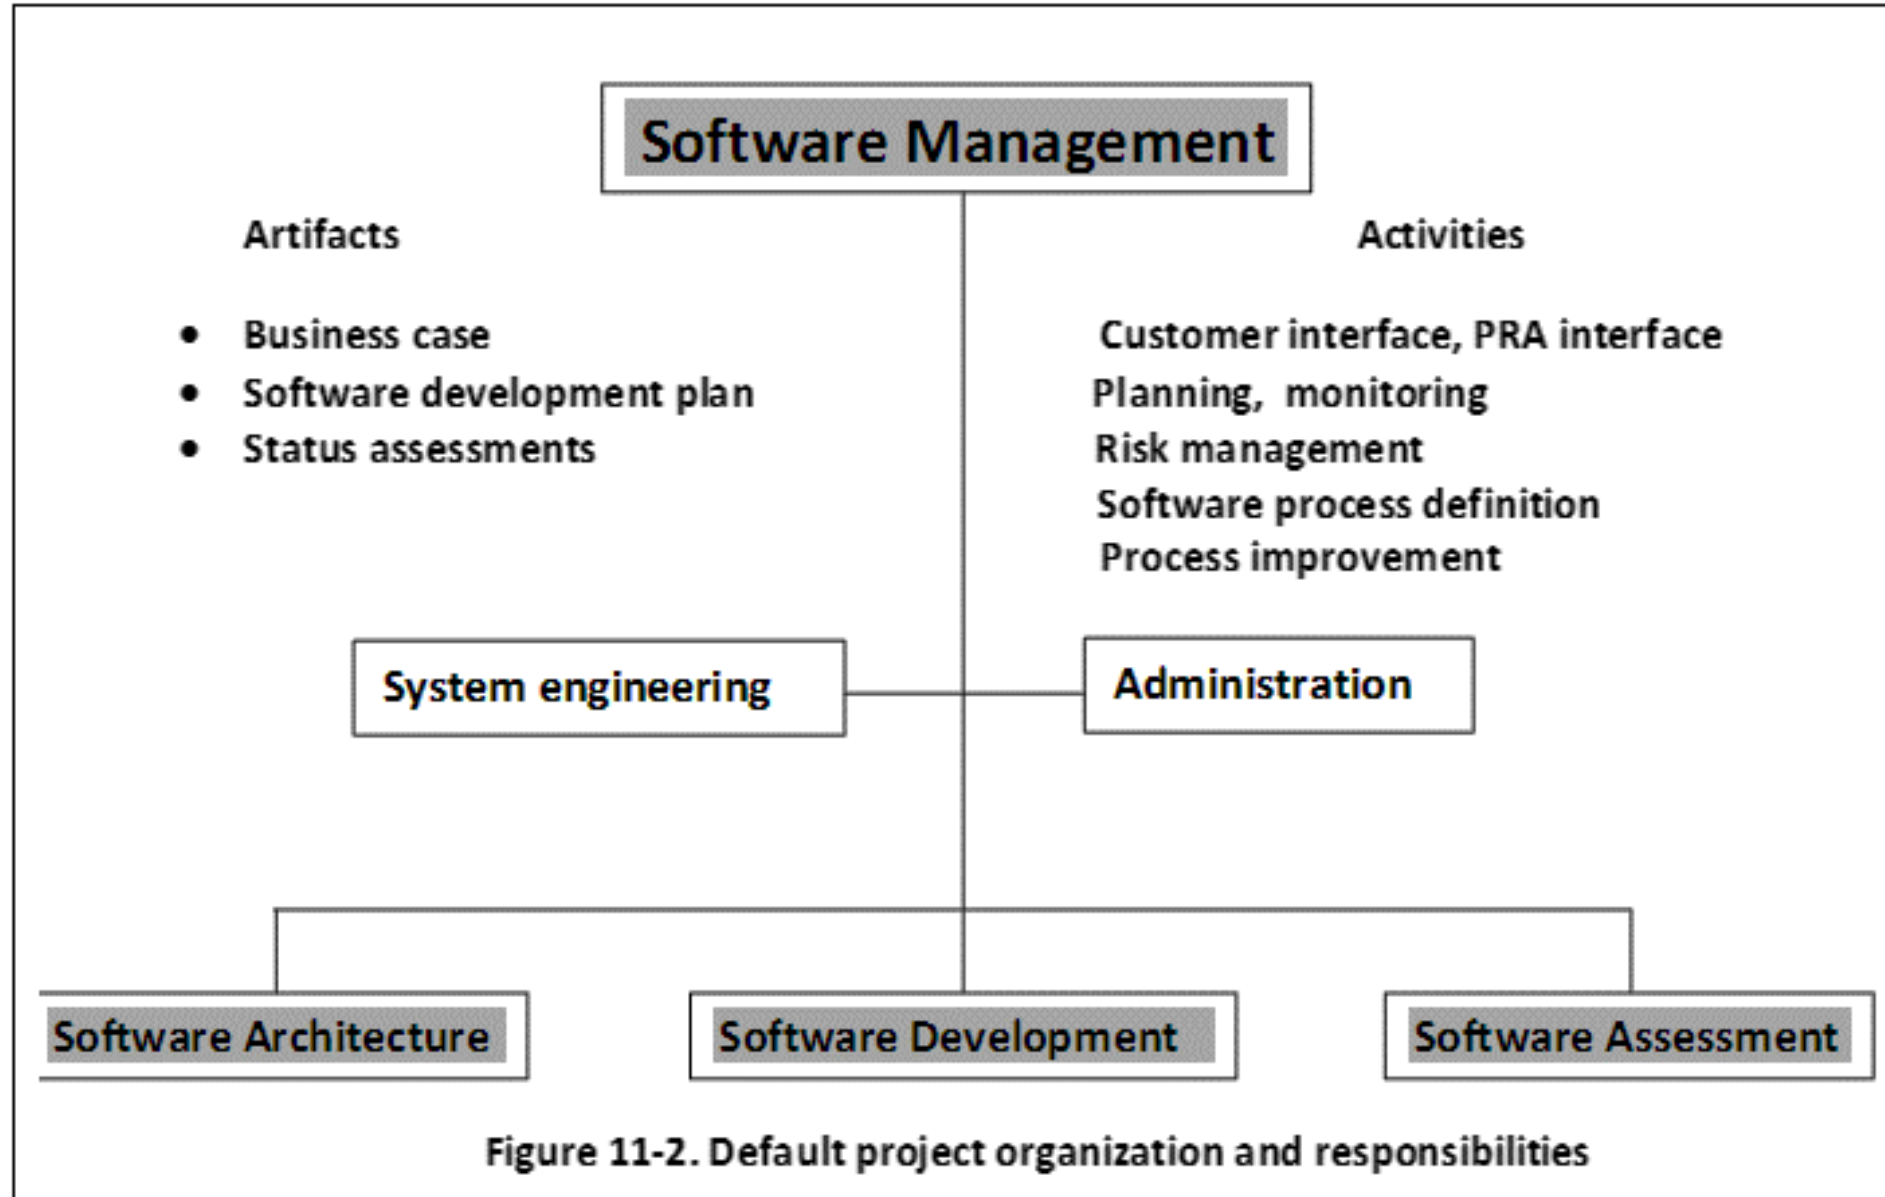 Software Management
Artifacts
• Business case
• Software development plan
• Status assessments
Activities
Customer interface, PRA interface
Planning, monitoring
Risk management
Software process definition
Process improvement
System engineering
Administration
Software Architecture
Software Development
Software Assessment
Figure 11-2. Default project organization and responsibilities